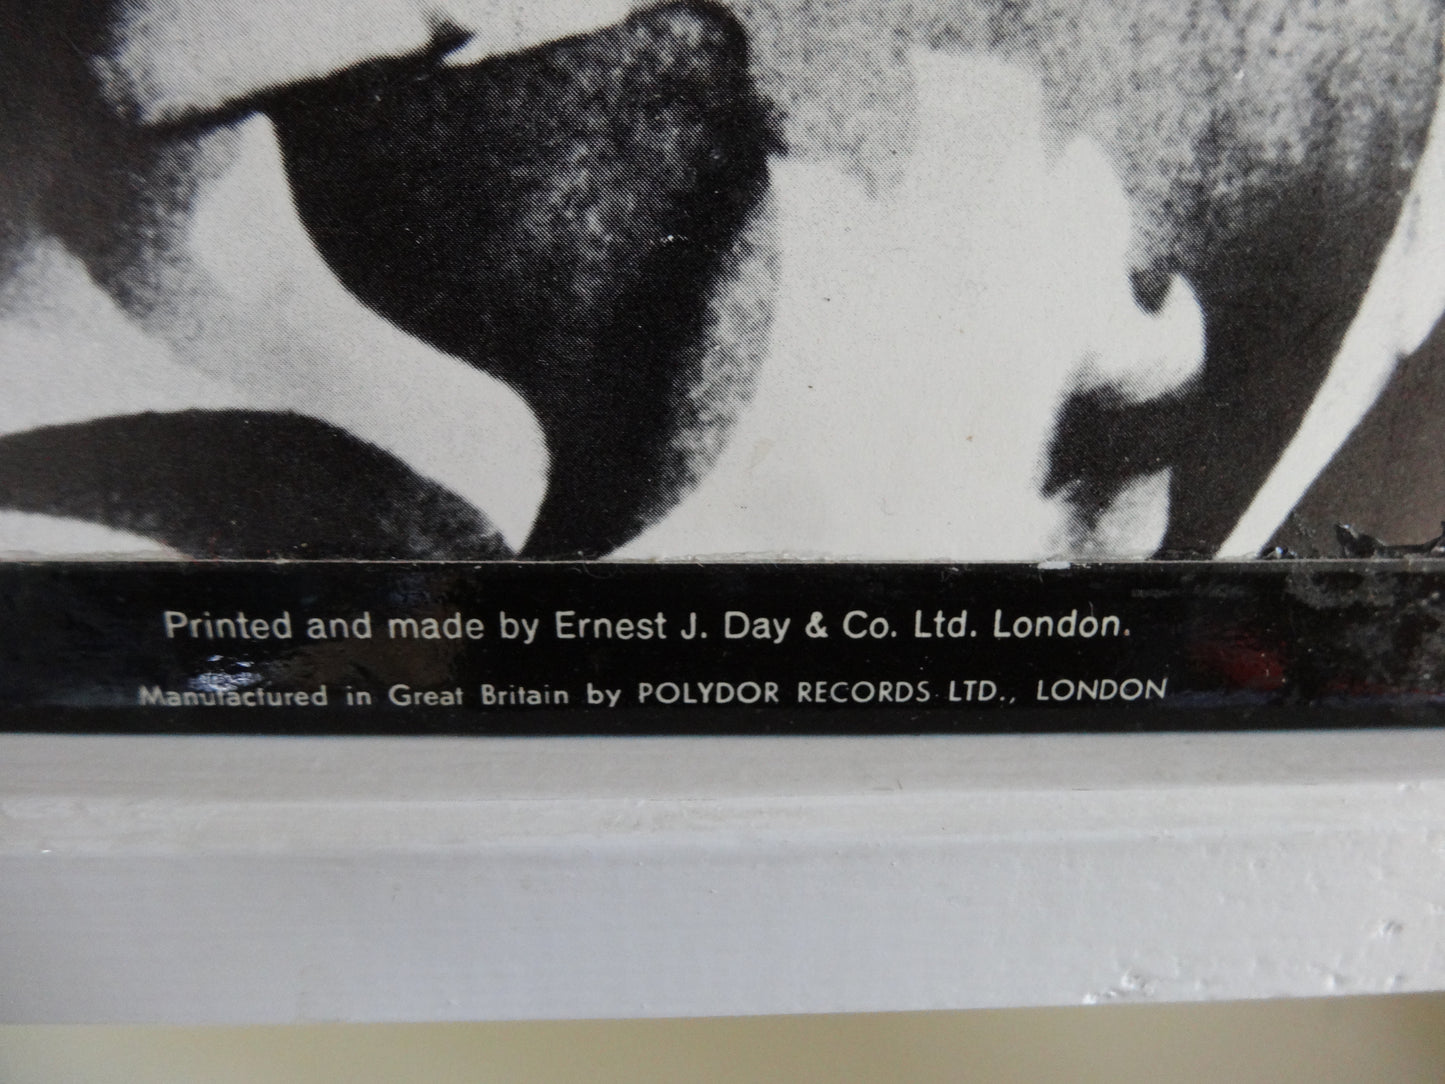 Printed and made by Ernest J. Day & Co. Ltd. London.
Manufactured in Great Britain by POLYDOR RECORDS LTD., LONDON